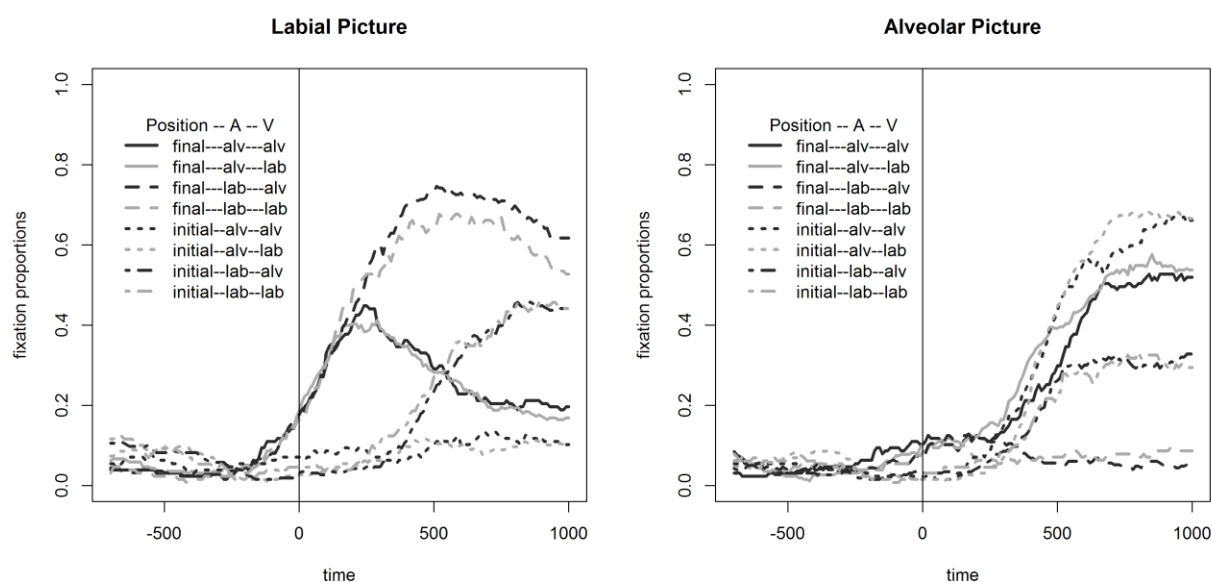 Labial Picture
fixation proportions
1.0
0.8
0.6
0.4
0.2
0.0
Position -- A -- V
final---alv---alv
final---alv---lab
final---lab---alv
final---lab---lab
initial--alv--alv
initial--alv--lab
initial--lab--alv
initial--lab--lab
-500
0
500
1000
time
Alveolar Picture
fixation proportions
1.0
0.8
0.6
0.4
0.2
0.0
Position -- A -- V
final---alv---alv
final---alv---lab
final---lab---alv
final---lab---lab
initial--alv--alv
initial--alv--lab
initial--lab--alv
initial--lab--lab
-500
0
500
1000
time